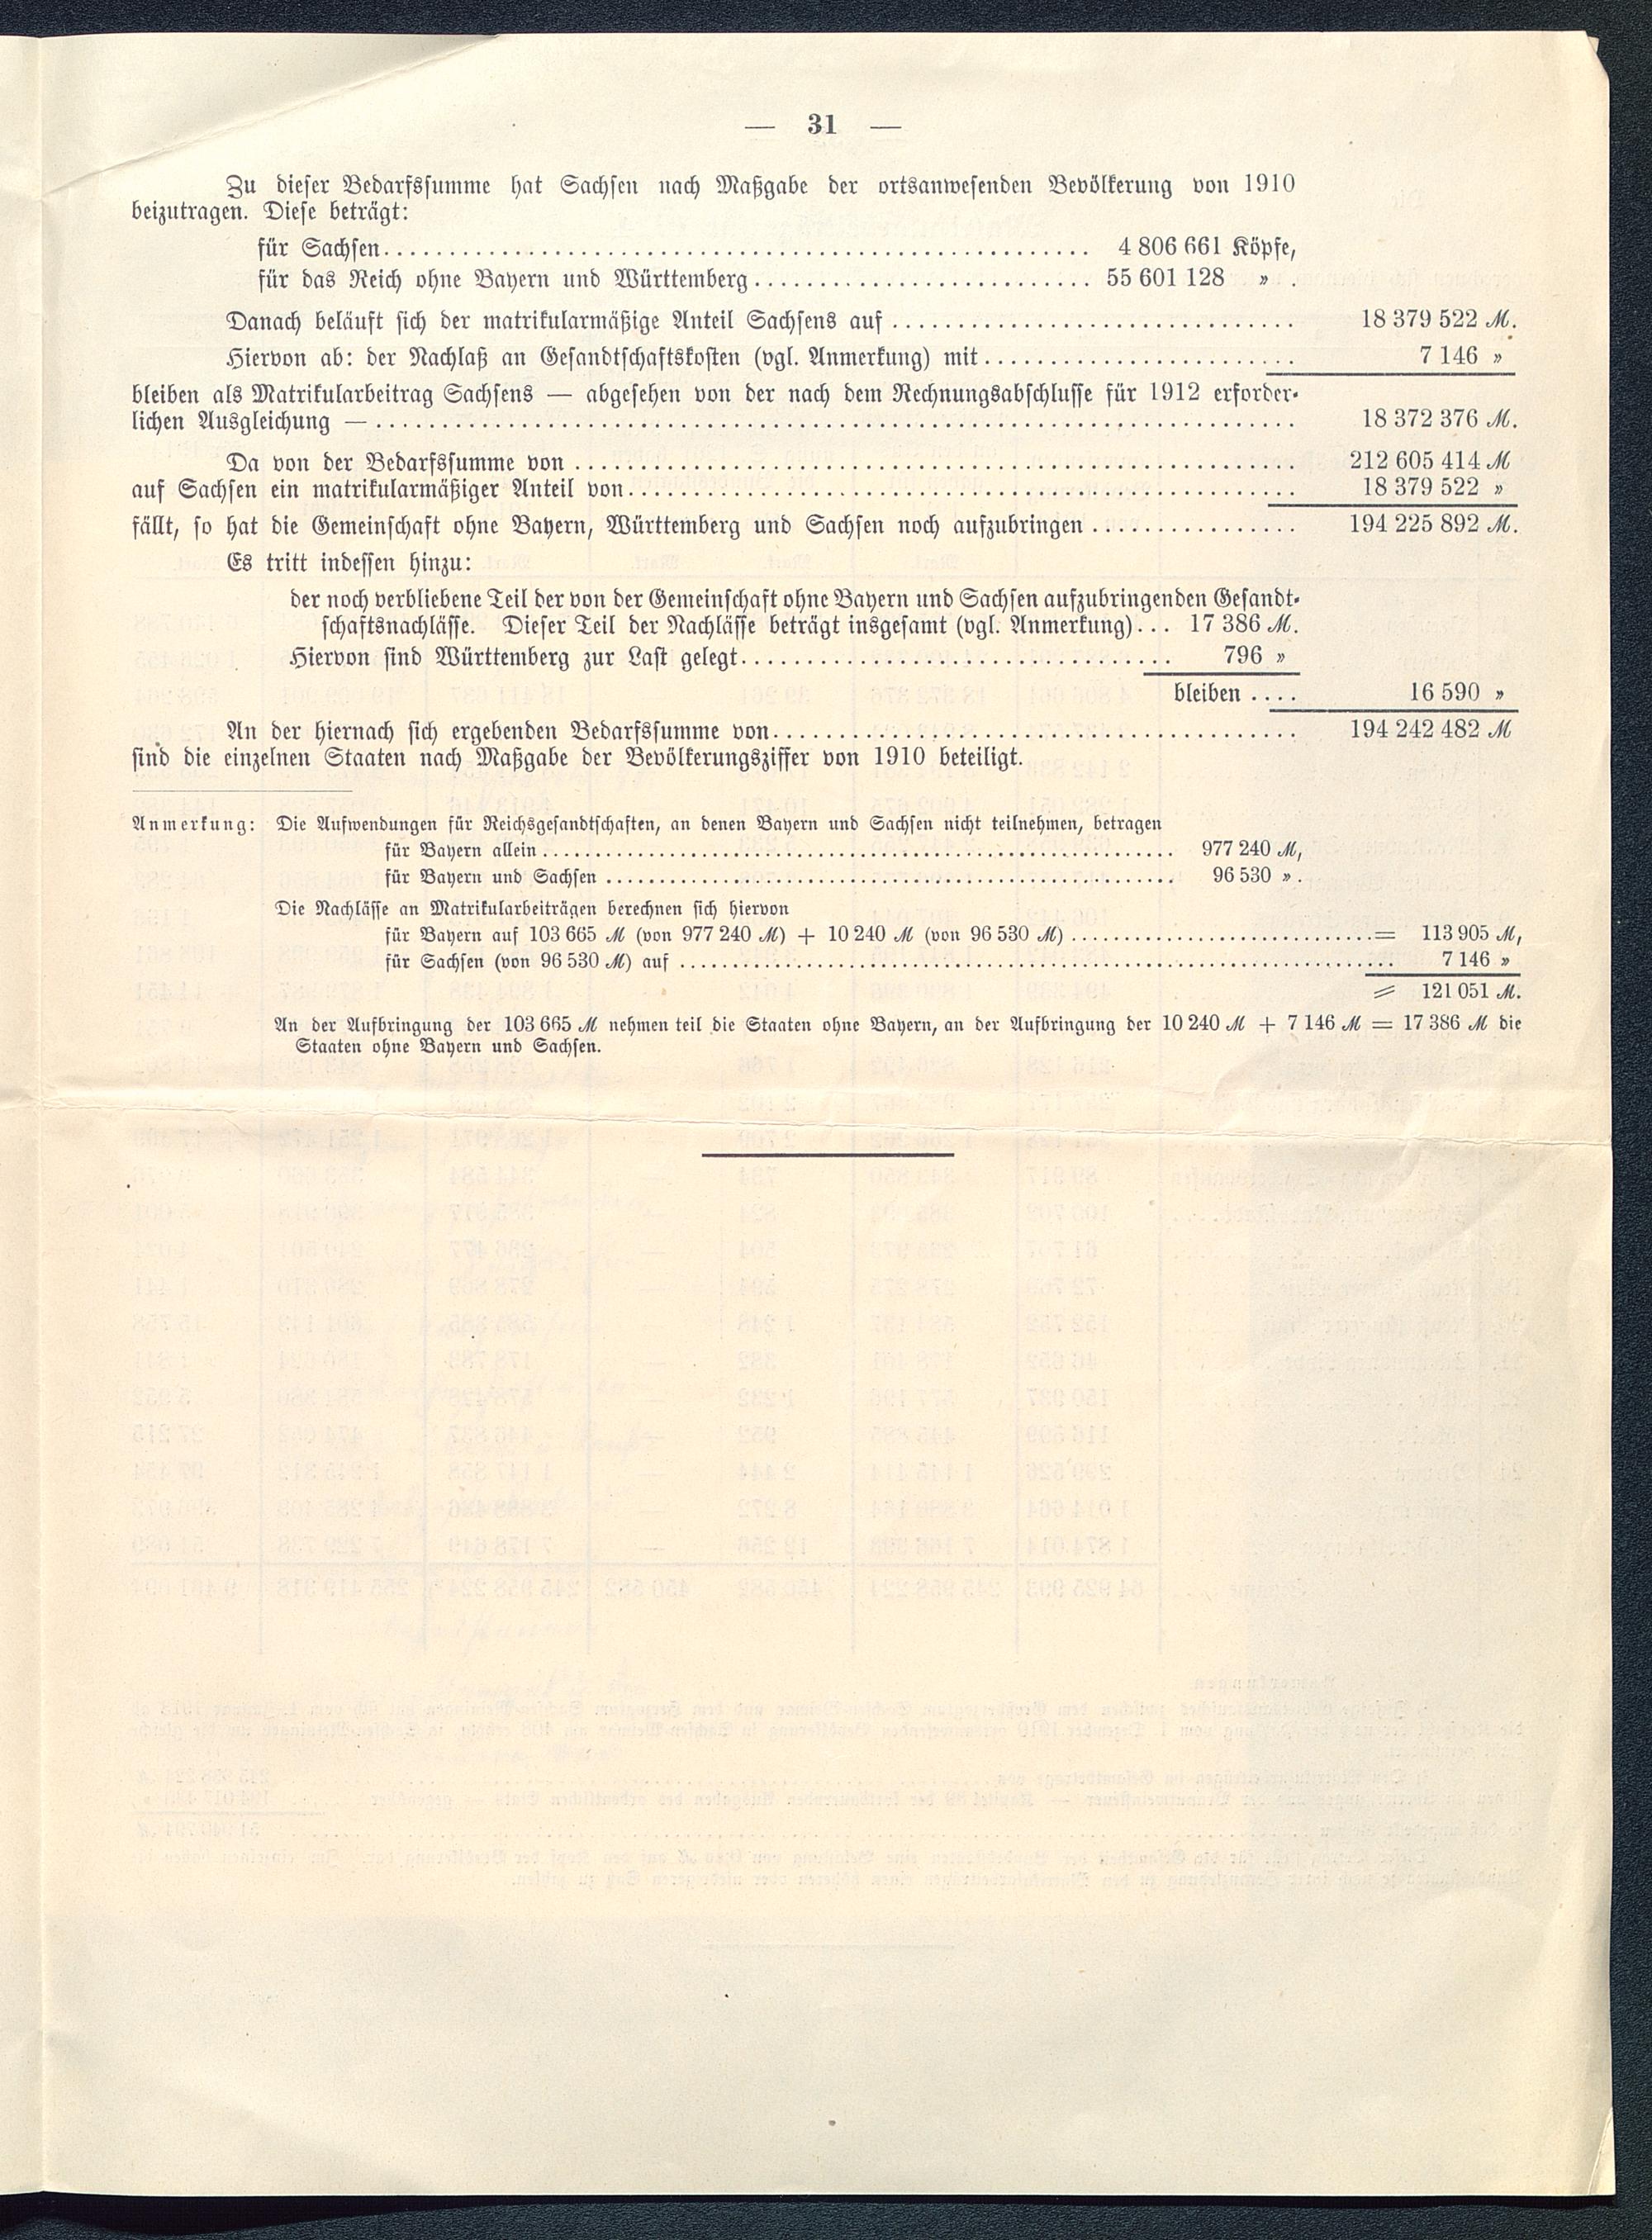 — 31 —
Zu dieser Bedarfssumme hat Sachsen nach Maßgabe der ortsanwesenden Bevölkerung von 1910
beizutragen. Diese beträgt:
für Sachsen........................................ 4 806 661 Köpfe,
für das Reich ohne Bayern und Württemberg.................... 55 601 128 » .
Danach beläuft sich der matrikularmäßige Anteil Sachsens auf .............................. 18 379 522 ℳ.
Hiervon ab: der Nachlaß an Gesandtschaftskosten (vgl. Anmerkung) mit.................... 7 146 »
bleiben als Matrikularbeitrag Sachsens — abgesehen von der nach dem Rechnungsabschlusse für 1912 erforder-
lichen Ausgleichung — ........................................ 18 372 376 ℳ.
Da von der Bedarfssumme von ........................................ 212 605 414 ℳ
auf Sachsen ein matrikularmäßiger Anteil von........................................ 18 379 522 »
fällt, so hat die Gemeinschaft ohne Bayern, Württemberg und Sachsen noch aufzubringen ................ 194 225 892 ℳ.
Es tritt indessen hinzu:
der noch verbliebene Teil der von der Gemeinschaft ohne Bayern und Sachsen aufzubringenden Gesandt-
schaftsnachlässe. Dieser Teil der Nachlässe beträgt insgesamt (vgl. Anmerkung)... 17 386 ℳ.
Hiervon sind Württemberg zur Last gelegt.............................. 796 »
bleiben .... 16 590 »
An der hiernach sich ergebenden Bedarfssumme von.............................. 194 242 482 ℳ
sind die einzelnen Staaten nach Maßgabe der Bevölkerungsziffer von 1910 beteiligt.
Anmerkung: Die Aufwendungen für Reichsgesandtschaften, an denen Bayern und Sachsen nicht teilnehmen, betragen
für Bayern allein........................................ 977 240 ℳ,
für Bayern und Sachsen ........................................ 96 530 » .
Die Nachlässe an Matrikularbeiträgen berechnen sich hiervon
für Bayern auf 103 665 ℳ (von 977 240 ℳ) + 10 240 ℳ (von 96 530 ℳ) ..............................= 113 905 ℳ,
für Sachsen (von 96 530 ℳ) auf ........................................ 7 146 »
= 121 051 ℳ.
An der Aufbringung der 103 665 ℳ nehmen teil die Staaten ohne Bayern, an der Aufbringung der 10 240 ℳ + 7 146 ℳ = 17 386 ℳ die
Staaten ohne Bayern und Sachsen.